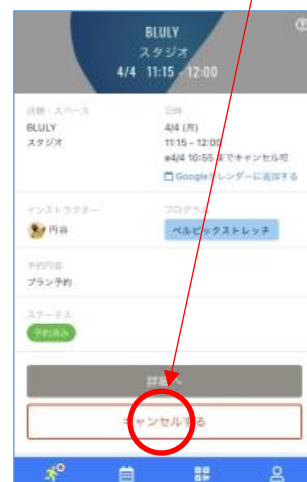 BLULY
スタジオ
4/4 11:15 - 12:00
店舗・スペース
BLULY
スタジオ
日時
4/4 (月)
11:15 - 12:00
※4/4 10:55 までキャンセル可
Googleカレンダーに追加する
インストラクター
円谷
プログラム
ペルビックストレッチ
予約内容
プラン予約
ステータス
予約済み
詳細へ
キャンセルする